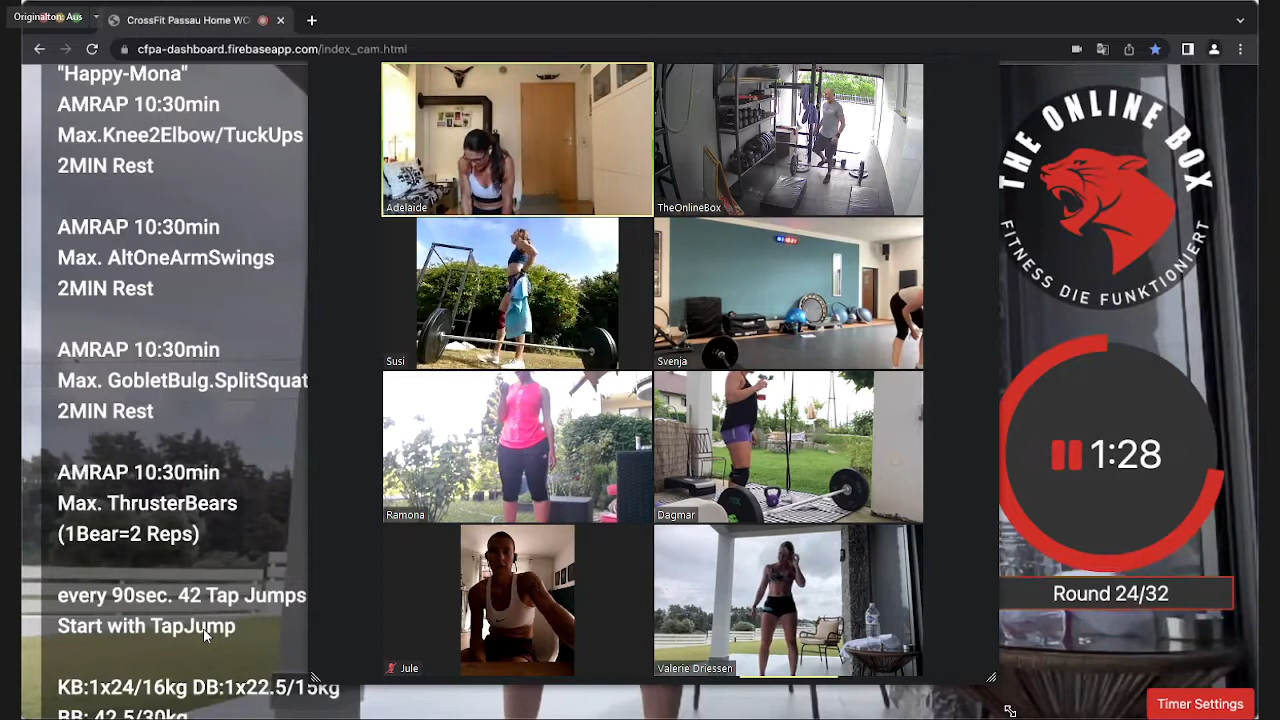 Originalton: Aus
CrossFit Passau Home WO
cfpa-dashboard.firebaseapp.com/index_cam.html
"Happy-Mona"
AMRAP 10:30min
Max.Knee2Elbow/TuckUps
2MIN Rest
AMRAP 10:30min
Max. AltOneArmSwings
2MIN Rest
AMRAP 10:30min
Max. GobletBulg.SplitSquat
2MIN Rest
AMRAP 10:30min
Max. ThrusterBears
(1Bear=2 Reps)
every 90sec. 42 Tap Jumps
Start with TapJump
KB:1x24/16kg DB:1x22.5/15kg
BB: 42.5/30kg
Adelaide
TheOnlineBox
Susi
Svenja
Ramona
Dagmar
Jule
Valerie Driessen
THE ONLINE BOX
FITNESS DIE FUNKTIONIERT
1:28
Round 24/32
Timer Settings